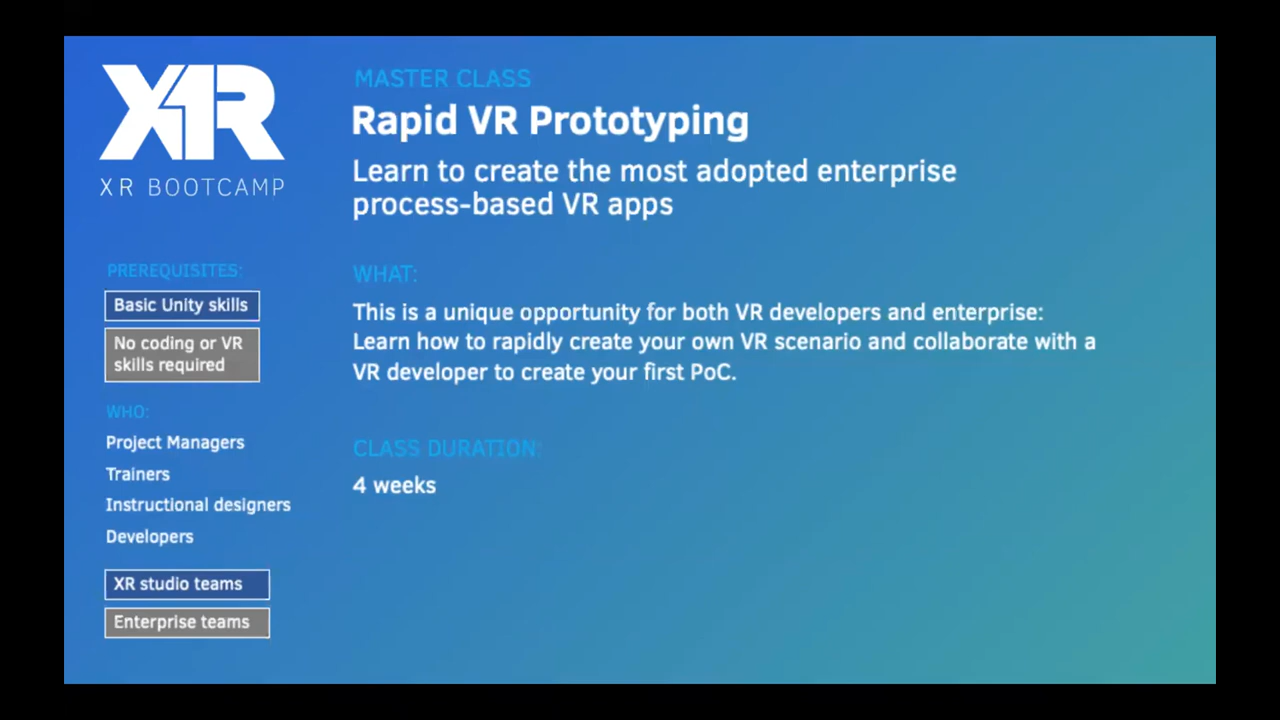 XR
XR BOOTCAMP
MASTER CLASS
Rapid VR Prototyping
Learn to create the most adopted enterprise
process-based VR apps
PREREQUISITES:
Basic Unity skills
No coding or VR
skills required
WHO:
Project Managers
Trainers
Instructional designers
Developers
XR studio teams
Enterprise teams
WHAT:
This is a unique opportunity for both VR developers and enterprise:
Learn how to rapidly create your own VR scenario and collaborate with a
VR developer to create your first PoC.
CLASS DURATION:
4 weeks